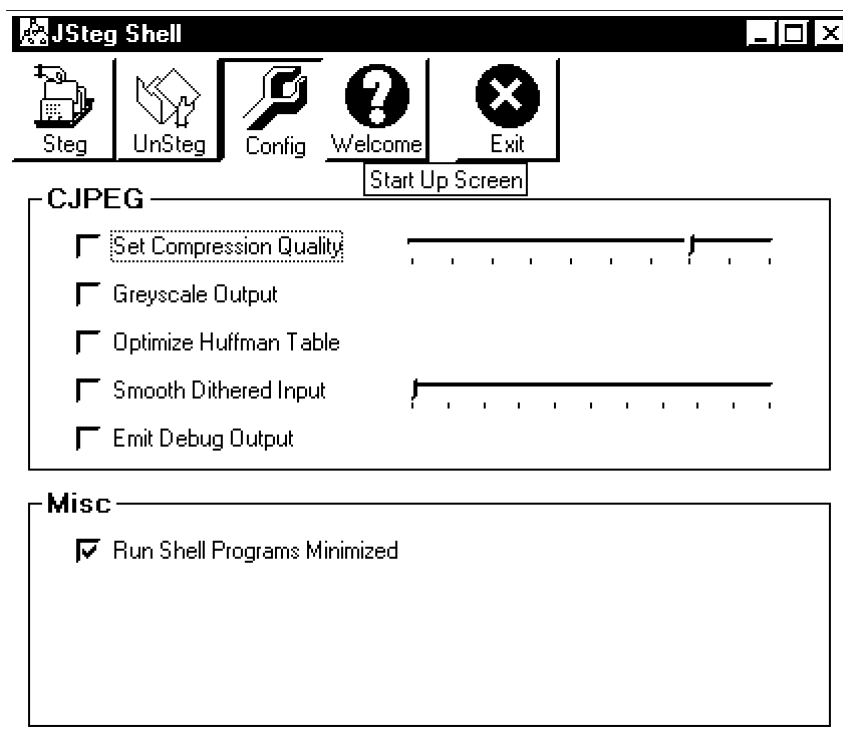 JSteg Shell
Steg UnSteg Config Welcome Exit
Start Up Screen
CJPEG
Set Compression Quality
Greyscale Output
Optimize Huffman Table
Smooth Dithered Input
Emit Debug Output
Misc
Run Shell Programs Minimized